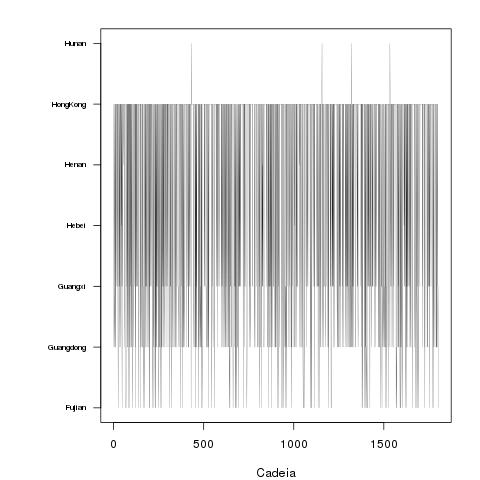 Hunan
HongKong
Henan
Hebei
Guangxi
Guangdong
Fujian
0 500 1000 1500
Cadeia